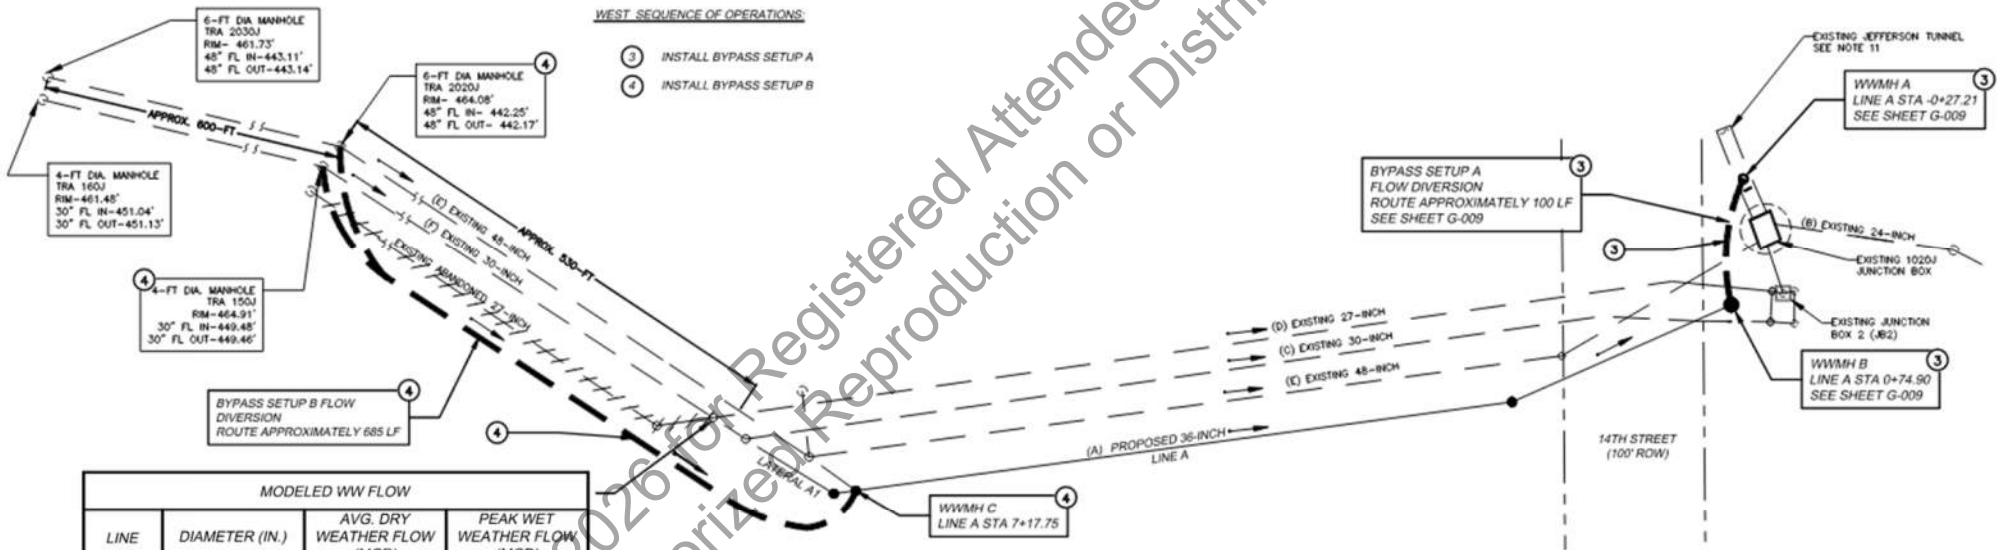 WEST SEQUENCE OF OPERATIONS:
3 INSTALL BYPASS SETUP A
4 INSTALL BYPASS SETUP B
6-FT DIA MANHOLE
TRA 2030J
RIM- 461.73'
48" FL IN-443.11'
48" FL OUT-443.14'
APPROX. 600-FT
4-FT DIA. MANHOLE
TRA 160J
RIM-461.48'
30" FL IN-451.04'
30" FL OUT-451.13'
4
6-FT DIA MANHOLE
TRA 2020J
RIM- 464.08'
48" FL IN- 442.25'
48" FL OUT- 442.17'
4
4-FT DIA. MANHOLE
TRA 150J
RIM-464.91'
30" FL IN-449.48'
30" FL OUT-449.46'
(E) EXISTING 48-INCH
(F) EXISTING 30-INCH
EXISTING ABANDONED 27-INCH
APPROX. 530-FT
4
BYPASS SETUP B FLOW
DIVERSION
ROUTE APPROXIMATELY 685 LF
4
LATERAL A1
4
WWMH C
LINE A STA 7+17.75
(D) EXISTING 27-INCH
(C) EXISTING 30-INCH
(E) EXISTING 48-INCH
(A) PROPOSED 36-INCH
LINE A
14TH STREET
(100' ROW)
3
BYPASS SETUP A
FLOW DIVERSION
ROUTE APPROXIMATELY 100 LF
SEE SHEET G-009
3
EXISTING JEFFERSON TUNNEL
SEE NOTE 11
3
WWMH A
LINE A STA -0+27.21
SEE SHEET G-009
(B) EXISTING 24-INCH
EXISTING 1020J
JUNCTION BOX
EXISTING JUNCTION
BOX 2 (JB2)
3
WWMH B
LINE A STA 0+74.90
SEE SHEET G-009
MODELED WW FLOW
LINE
DIAMETER (IN.)
AVG. DRY
WEATHER FLOW
PEAK WET
WEATHER FLOW
2026 for Registered Attendees
Reproduction or